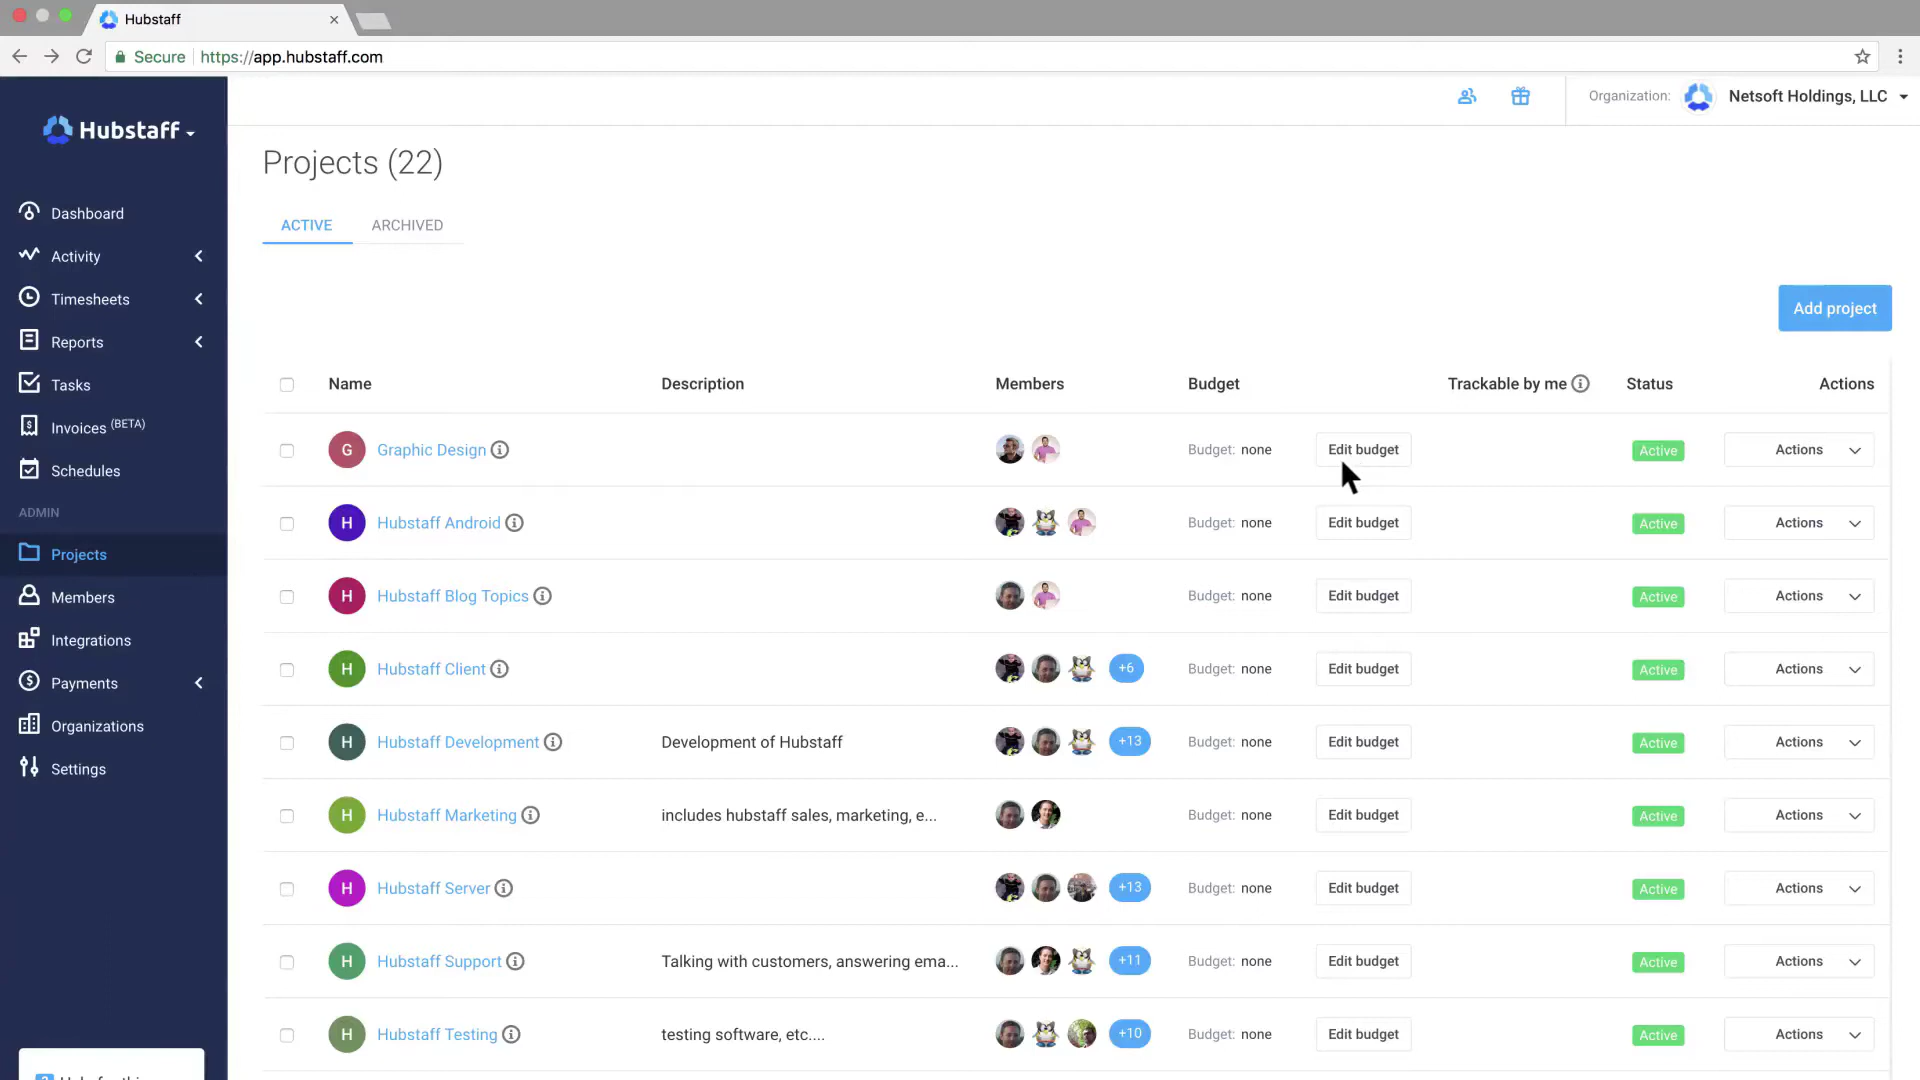 Hubstaff
Secure https://app.hubstaff.com
Organization: Netsoft Holdings, LLC
Hubstaff
Dashboard
Activity
Timesheets
Reports
Tasks
Invoices (BETA)
Schedules
ADMIN
Projects
Members
Integrations
Payments
Organizations
Settings
Projects (22)
ACTIVE ARCHIVED
Add project
Name Description Members Budget Trackable by me Status Actions
G Graphic Design Budget: none Edit budget Active Actions
H Hubstaff Android Budget: none Edit budget Active Actions
H Hubstaff Blog Topics Budget: none Edit budget Active Actions
H Hubstaff Client +6 Budget: none Edit budget Active Actions
H Hubstaff Development Development of Hubstaff +13 Budget: none Edit budget Active Actions
H Hubstaff Marketing includes hubstaff sales, marketing, e... Budget: none Edit budget Active Actions
H Hubstaff Server +13 Budget: none Edit budget Active Actions
H Hubstaff Support Talking with customers, answering ema... +11 Budget: none Edit budget Active Actions
H Hubstaff Testing testing software, etc.... +10 Budget: none Edit budget Active Actions